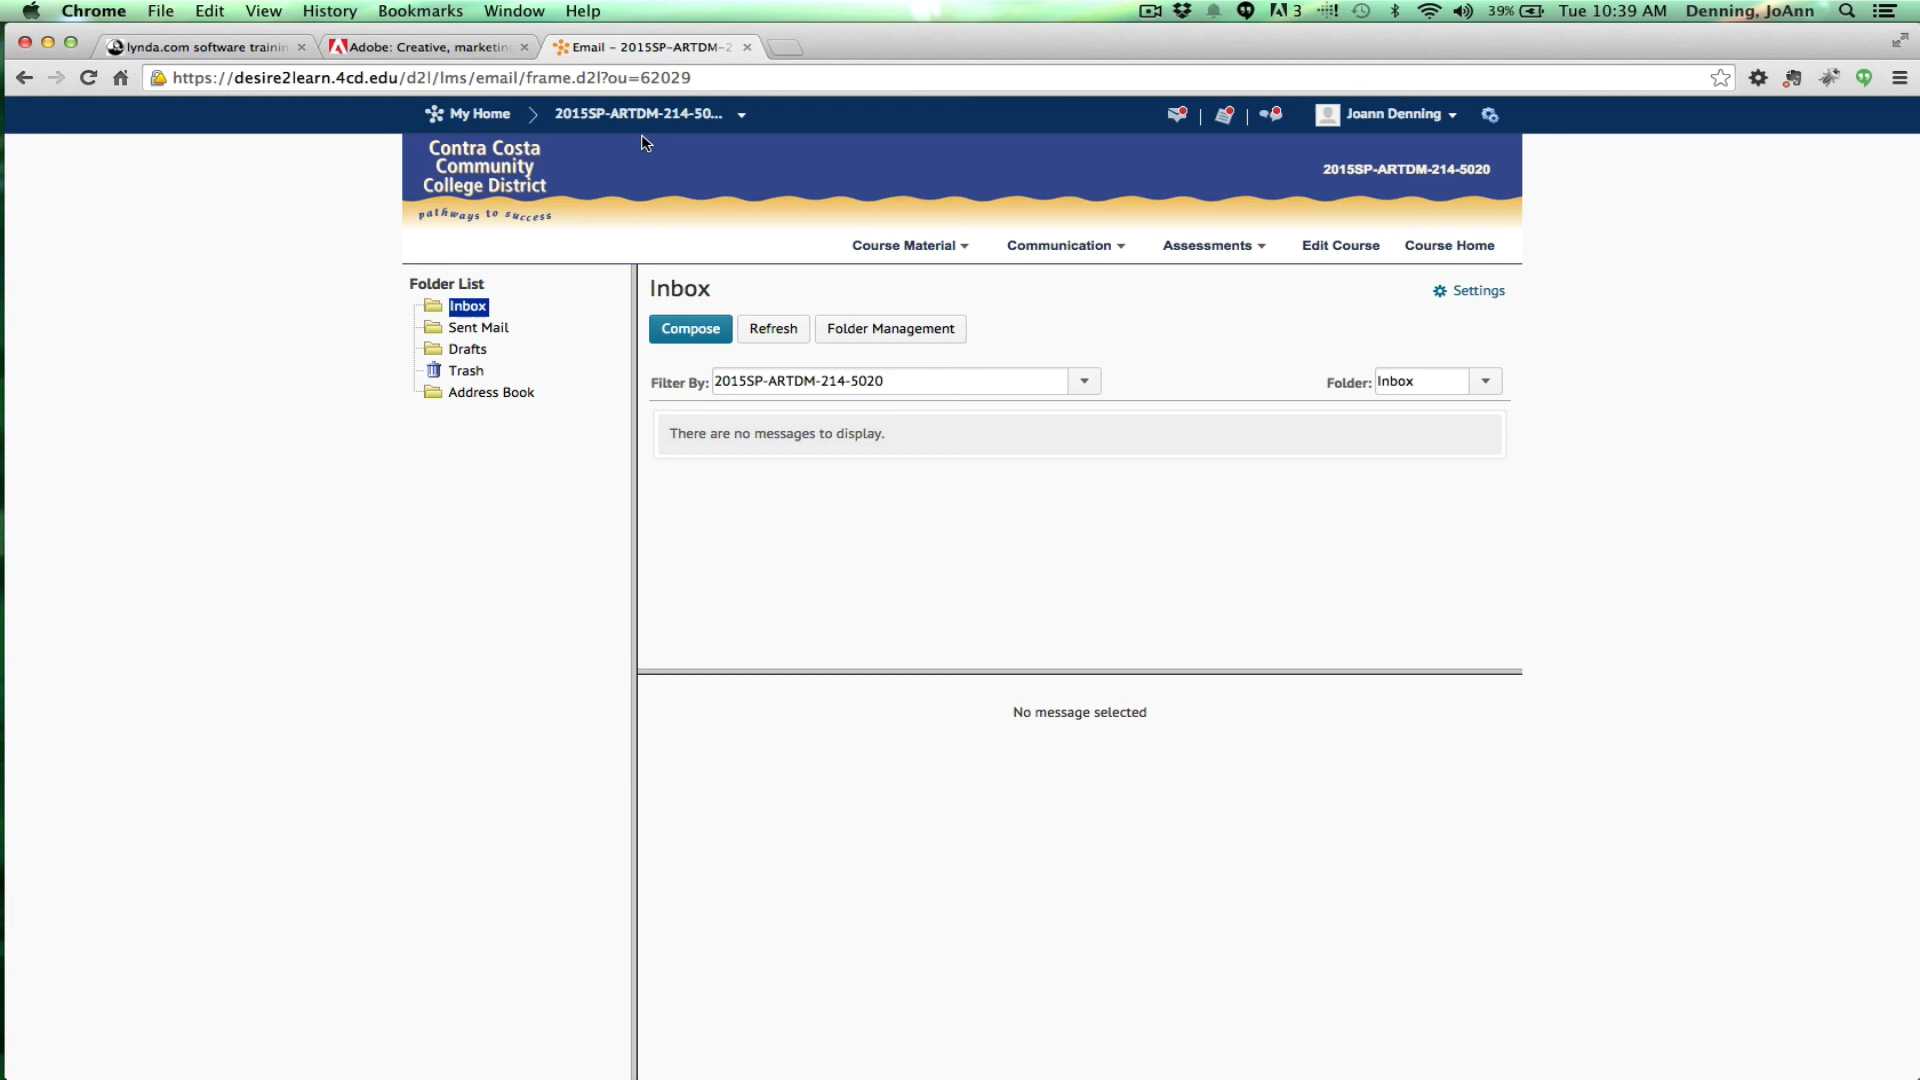 Chrome File Edit View History Bookmarks Window Help 3 39% Tue 10:39 AM Denning, JoAnn
lynda.com software trainin Adobe: Creative, marketin Email – 2015SP-ARTDM-2
https://desire2learn.4cd.edu/d2l/lms/email/frame.d2l?ou=62029
My Home 2015SP-ARTDM-214-50... Joann Denning
Contra Costa
Community
College District
pathways to success
2015SP-ARTDM-214-5020
Course Material Communication Assessments Edit Course Course Home
Folder List
Inbox
Sent Mail
Drafts
Trash
Address Book
Inbox
Settings
Compose Refresh Folder Management
Filter By: 2015SP-ARTDM-214-5020 Folder: Inbox
There are no messages to display.
No message selected